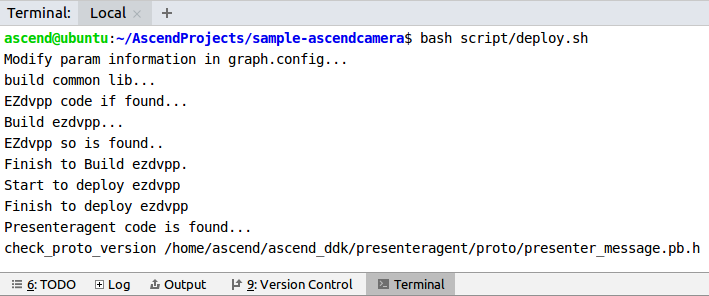 Terminal: Local × +
ascend@ubuntu:~/AscendProjects/sample-ascendcamera$ bash script/deploy.sh
Modify param information in graph.config...
build common lib...
EZdvpp code if found...
Build ezdvpp...
EZdvpp so is found..
Finish to Build ezdvpp.
Start to deploy ezdvpp
Finish to deploy ezdvpp
Presenteragent code is found...
check_proto_version /home/ascend/ascend_ddk/presenteragent/proto/presenter_message.pb.h
6: TODO Log Output 9: Version Control Terminal